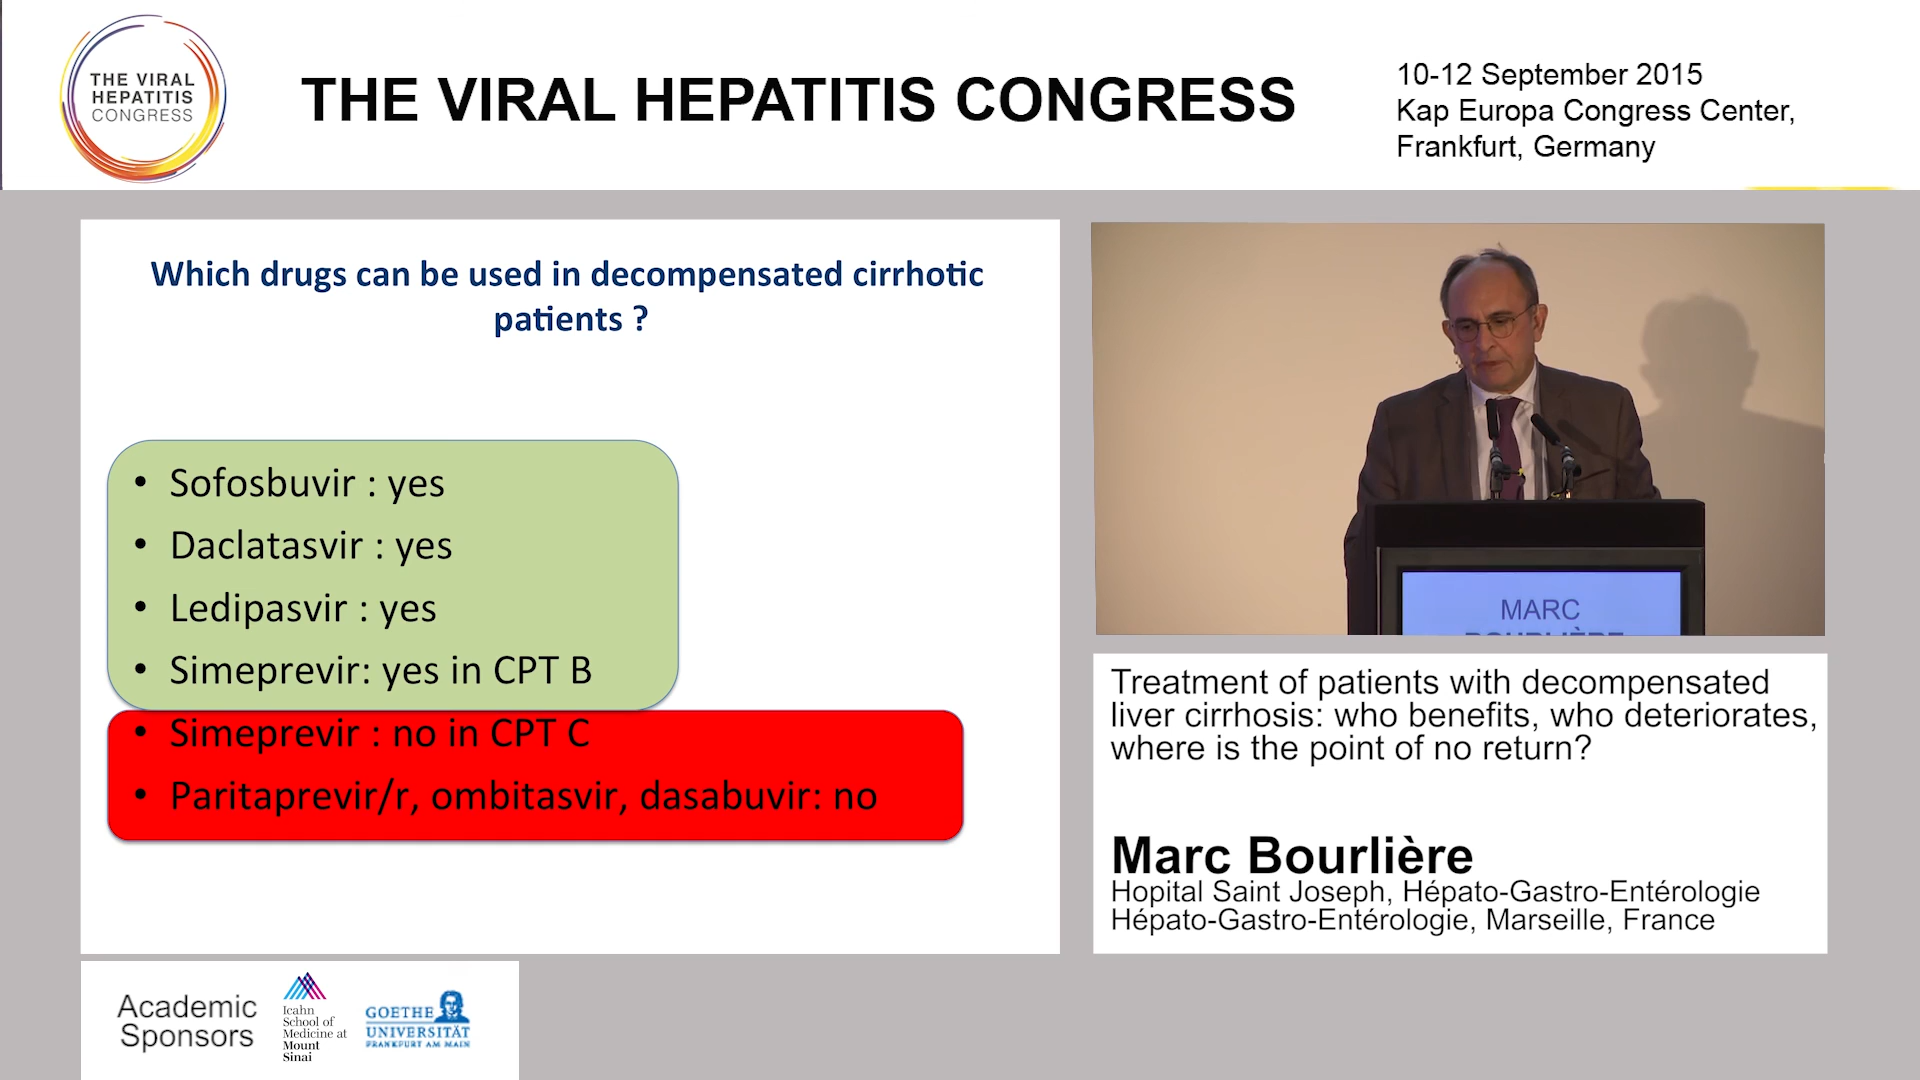 THE VIRAL
HEPATITIS
CONGRESS
THE VIRAL HEPATITIS CONGRESS
10-12 September 2015
Kap Europa Congress Center,
Frankfurt, Germany
Which drugs can be used in decompensated cirrhotic
patients ?
• Sofosbuvir : yes
• Daclatasvir : yes
• Ledipasvir : yes
• Simeprevir: yes in CPT B
• Simeprevir : no in CPT C
• Paritaprevir/r, ombitasvir, dasabuvir: no
MARC
BOURLIÈRE
Treatment of patients with decompensated
liver cirrhosis: who benefits, who deteriorates,
where is the point of no return?
Marc Bourlière
Hopital Saint Joseph, Hépato-Gastro-Entérologie
Hépato-Gastro-Entérologie, Marseille, France
Academic
Sponsors
Icahn
School of
Medicine at
Mount
Sinai
GOETHE
UNIVERSITÄT
FRANKFURT AM MAIN